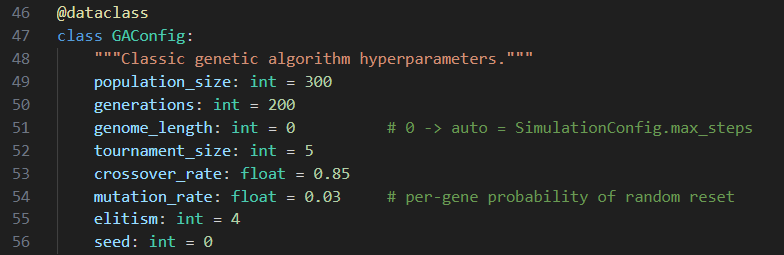 46 @dataclass
47 class GAConfig:
48     """Classic genetic algorithm hyperparameters."""
49     population_size: int = 300
50     generations: int = 200
51     genome_length: int = 0          # 0 -> auto = SimulationConfig.max_steps
52     tournament_size: int = 5
53     crossover_rate: float = 0.85
54     mutation_rate: float = 0.03     # per-gene probability of random reset
55     elitism: int = 4
56     seed: int = 0